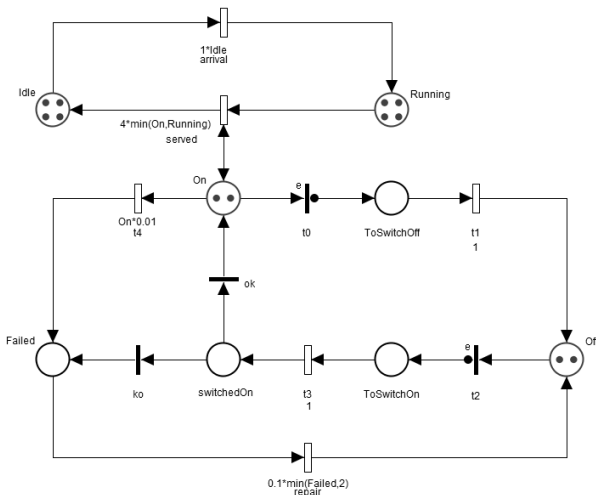 1*Idle
arrival
Idle
Running
4*min(On,Running)
served
On
e
On*0.01
t4
t0
ToSwitchOff
t1
1
ok
Failed
e
Of
ko
switchedOn
t3
1
ToSwitchOn
t2
0.1*min(Failed,2)
repair